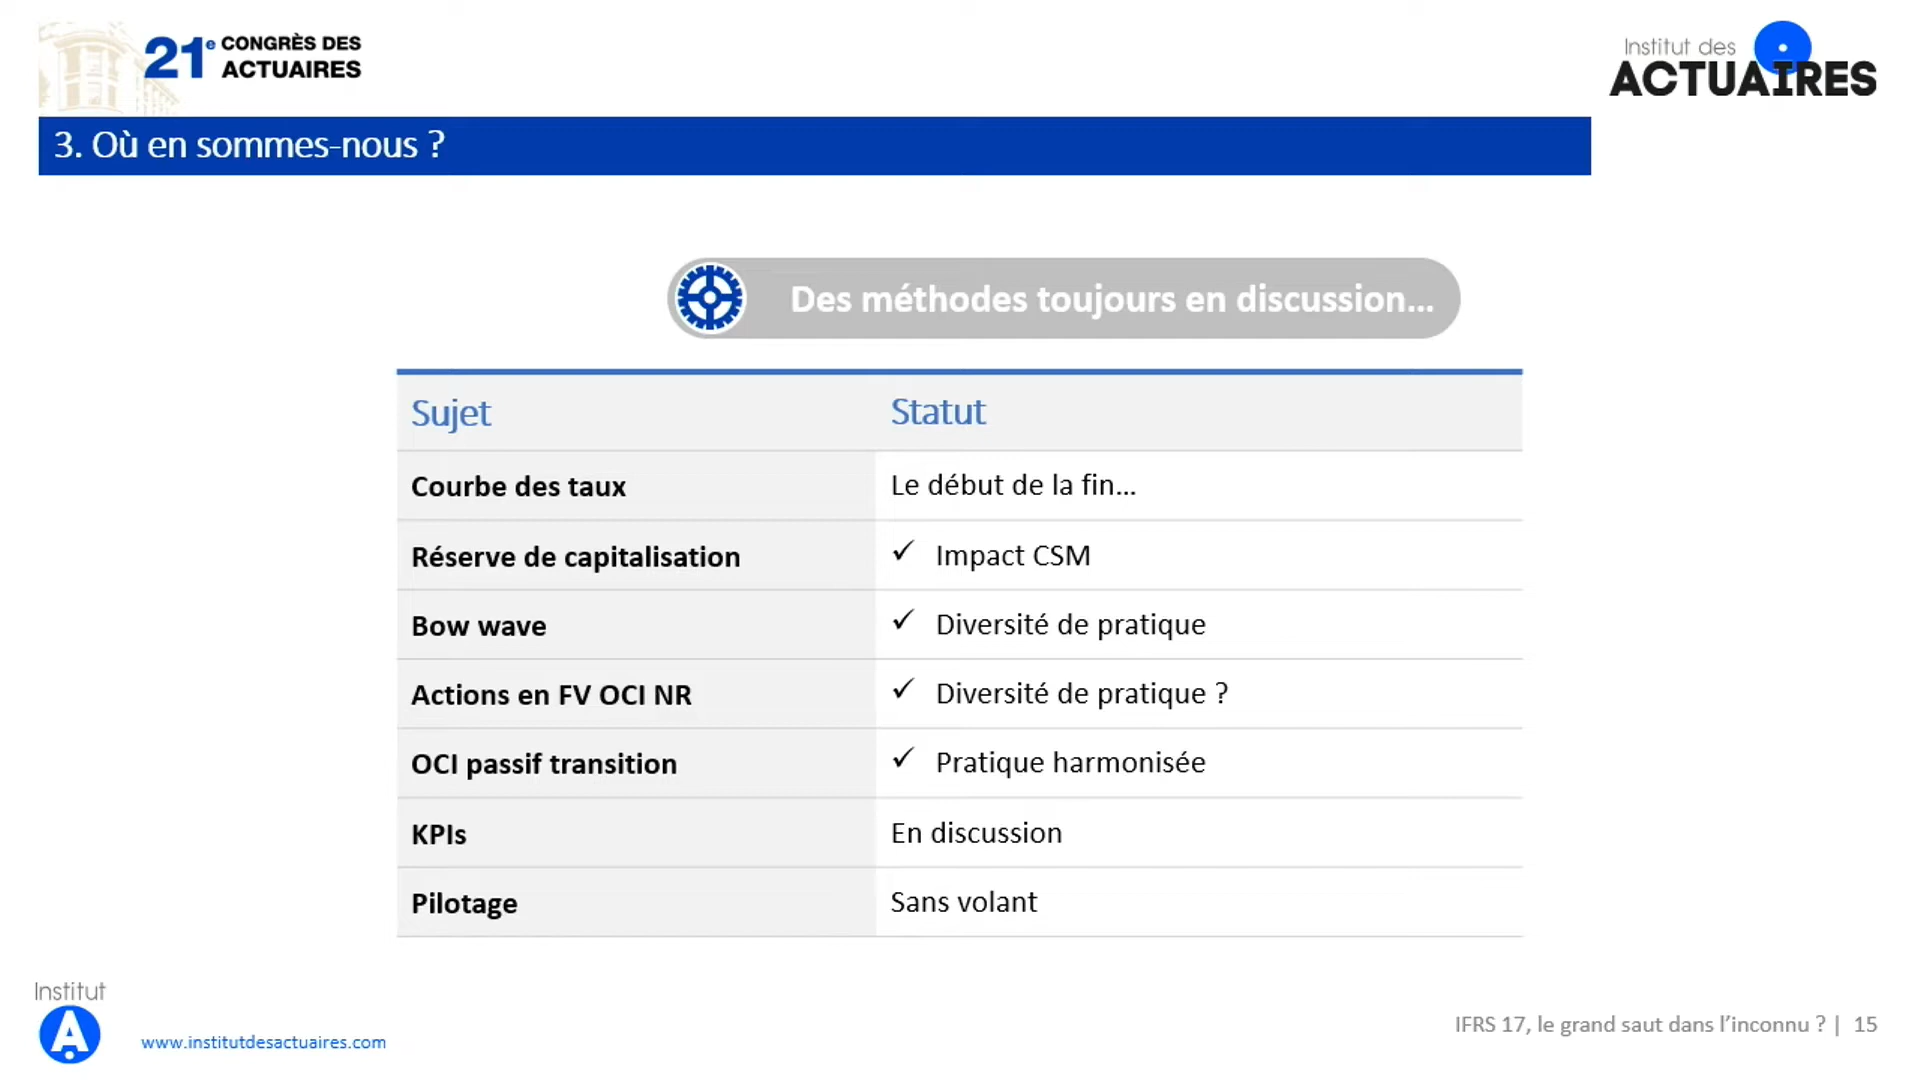 21e CONGRÈS DES
ACTUAIRES
Institut des
ACTUAIRES
3. Où en sommes-nous ?
Des méthodes toujours en discussion...
Sujet Statut
Courbe des taux Le début de la fin...
Réserve de capitalisation ✓ Impact CSM
Bow wave ✓ Diversité de pratique
Actions en FV OCI NR ✓ Diversité de pratique ?
OCI passif transition ✓ Pratique harmonisée
KPIs En discussion
Pilotage Sans volant
Institut
A
www.institutdesactuaires.com
IFRS 17, le grand saut dans l’inconnu ? | 15